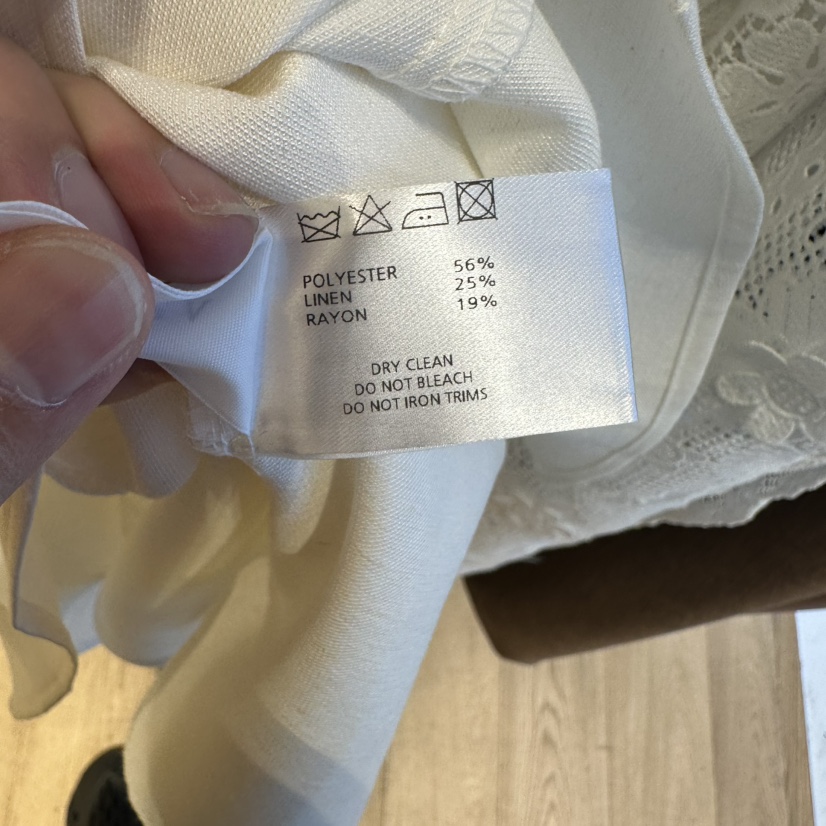 POLYESTER 56%
LINEN 25%
RAYON 19%
DRY CLEAN
DO NOT BLEACH
DO NOT IRON TRIMS